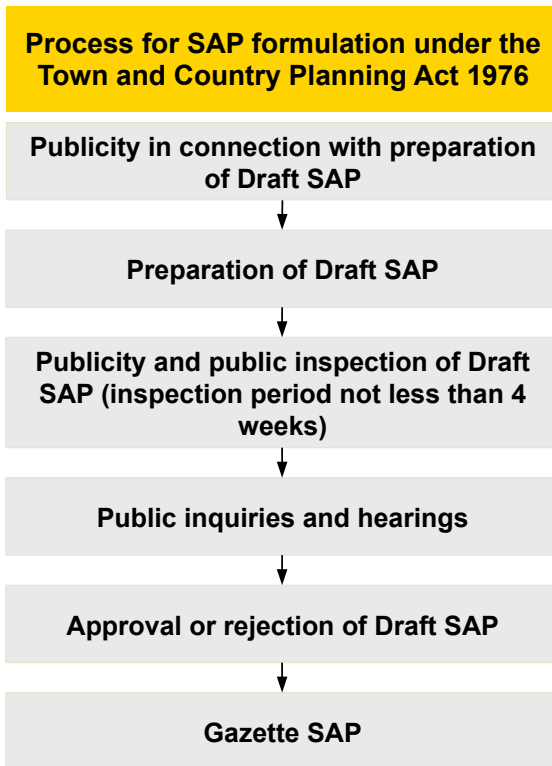 Process for SAP formulation under the
Town and Country Planning Act 1976
Publicity in connection with preparation
of Draft SAP
Preparation of Draft SAP
Publicity and public inspection of Draft
SAP (inspection period not less than 4
weeks)
Public inquiries and hearings
Approval or rejection of Draft SAP
Gazette SAP